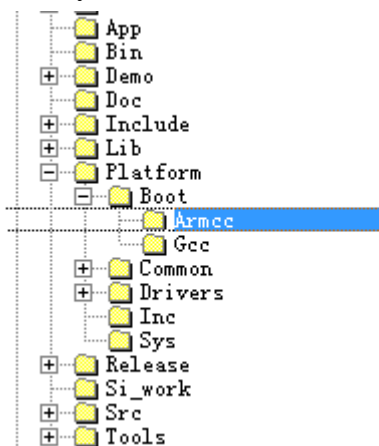 App
Bin
Demo
Doc
Include
Lib
Platform
Boot
Armcc
Gcc
Common
Drivers
Inc
Sys
Release
Si_work
Src
Tools